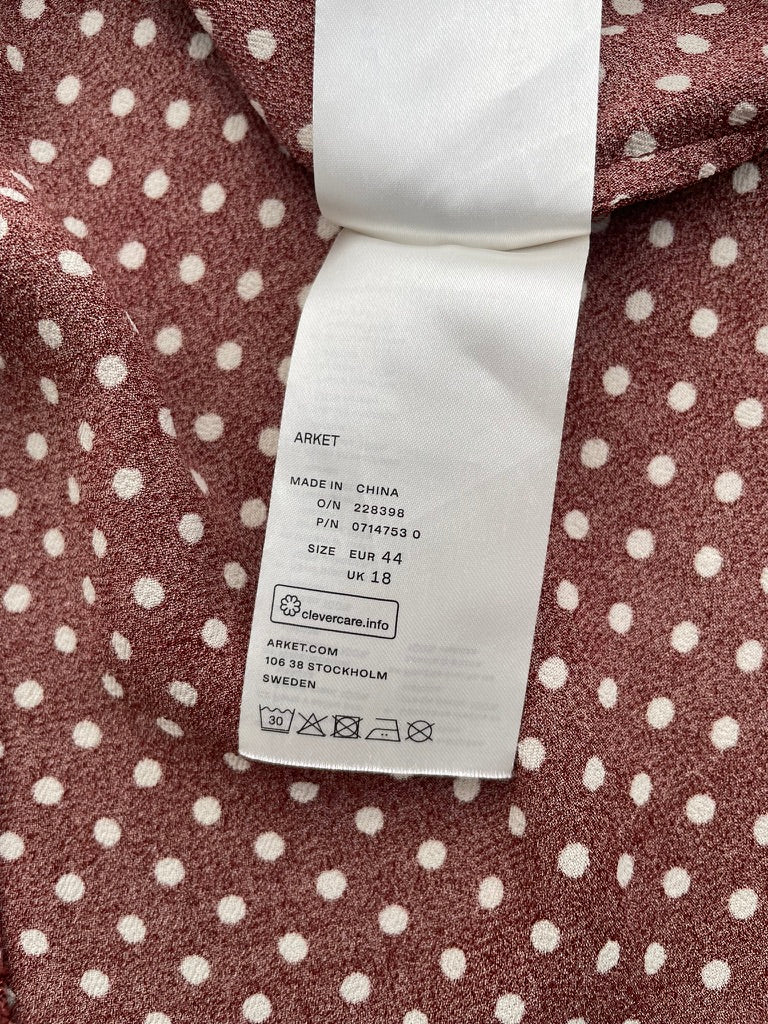 ARKET
MADE IN CHINA
O/N 228398
P/N 0714753 0
SIZE EUR 44
UK 18
clevercare.info
ARKET.COM
106 38 STOCKHOLM
SWEDEN
30